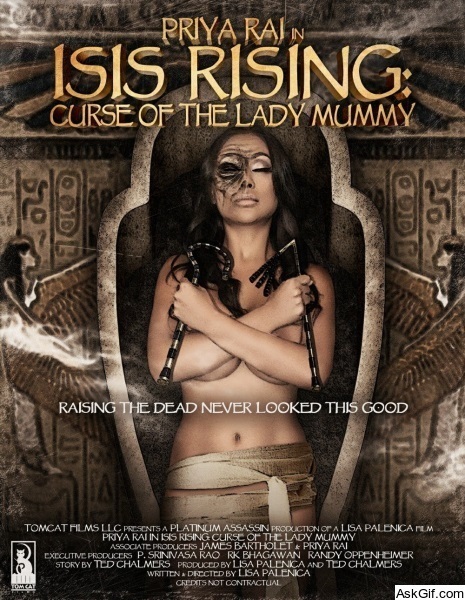 PRIYA RAI IN
ISIS RISING:
CURSE OF THE LADY MUMMY
RAISING THE DEAD NEVER LOOKED THIS GOOD
TOMCAT FILMS LLC PRESENTS A PLATINUM ASSASSIN PRODUCTION OF A LISA PALENICA FILM
PRIYA RAI IN ISIS RISING: CURSE OF THE LADY MUMMY
ASSOCIATE PRODUCERS JAMES BARTHOLET & PRIYA RAI
EXECUTIVE PRODUCERS P. SRINIVASA RAO RK BHAGAWAN RANDY OPPENHEIMER
STORY BY TED CHALMERS PRODUCED BY LISA PALENICA AND TED CHALMERS
WRITTEN & DIRECTED BY LISA PALENICA
CREDITS NOT CONTRACTUAL
TOMCAT
AskGif.com